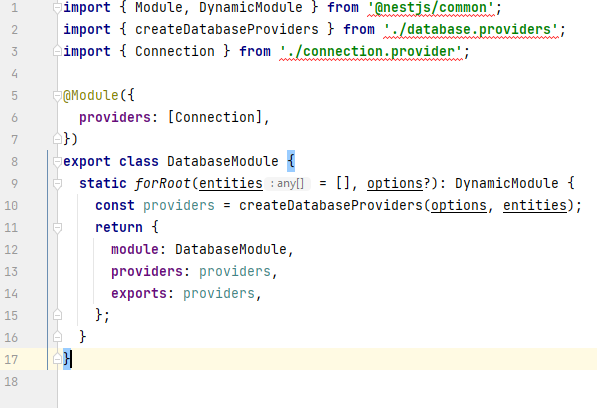 1 import { Module, DynamicModule } from '@nestjs/common';
2 import { createDatabaseProviders } from './database.providers';
3 import { Connection } from './connection.provider';
4
5 @Module({
6   providers: [Connection],
7 })
8 export class DatabaseModule {
9   static forRoot(entities : any[] = [], options?): DynamicModule {
10     const providers = createDatabaseProviders(options, entities);
11     return {
12       module: DatabaseModule,
13       providers: providers,
14       exports: providers,
15     };
16   }
17 }
18